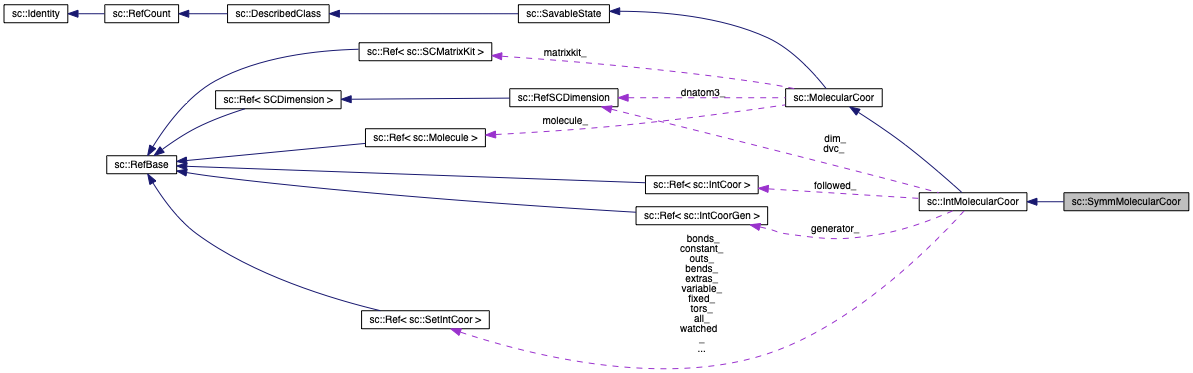 sc::Identity
sc::RefCount
sc::DescribedClass
sc::SavableState
sc::Ref< sc::SCMatrixKit >
matrixkit_
sc::Ref< SCDimension >
sc::RefSCDimension
dnatom3_
sc::MolecularCoor
sc::Ref< sc::Molecule >
molecule_
dim_
dvc_
sc::RefBase
sc::Ref< sc::IntCoor >
followed_
sc::IntMolecularCoor
sc::SymmMolecularCoor
sc::Ref< sc::IntCoorGen >
generator_
bonds_
constant_
outs_
bends_
extras_
variable_
fixed_
tors_
all_
watched
_
...
sc::Ref< sc::SetIntCoor >